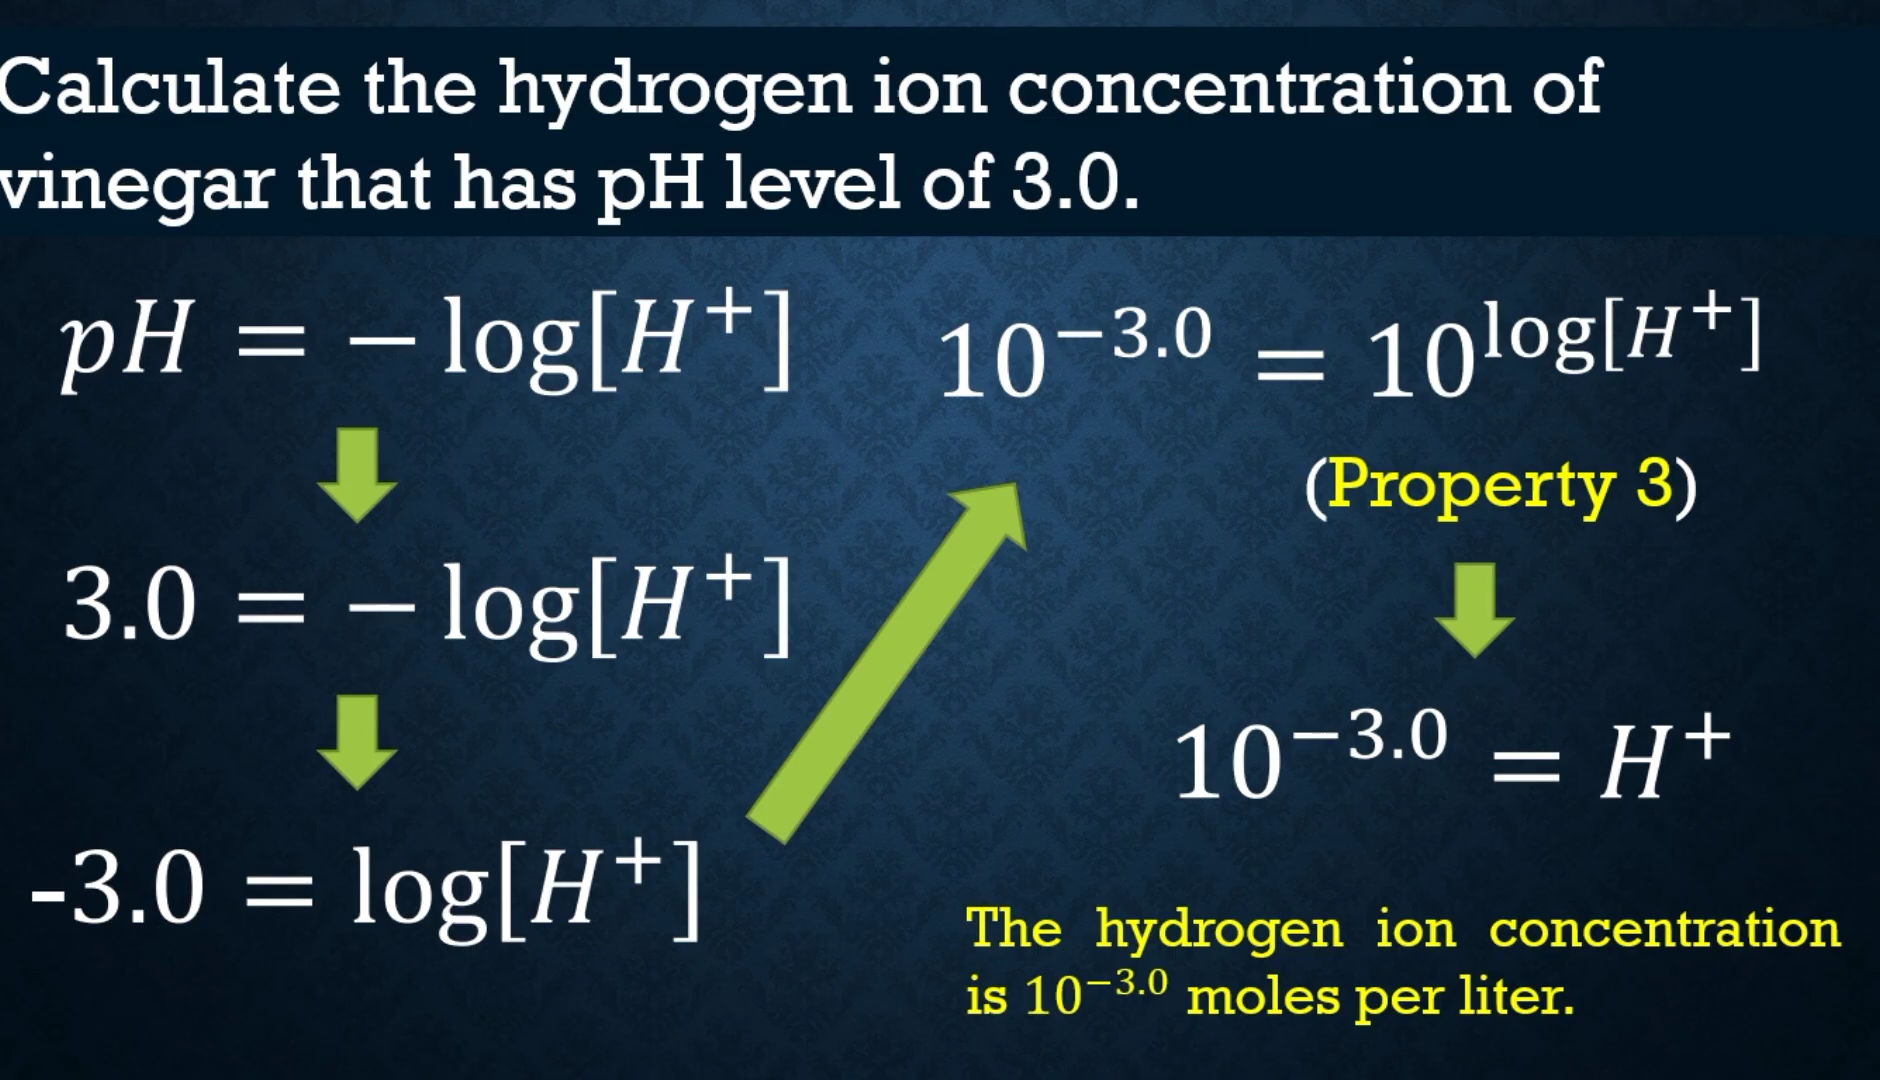 Calculate the hydrogen ion concentration of
vinegar that has pH level of 3.0.
pH = − log[H⁺]
3.0 = − log[H⁺]
-3.0 = log[H⁺]
10⁻³·⁰ = 10^log[H⁺]
(Property 3)
10⁻³·⁰ = H⁺
The hydrogen ion concentration
is 10⁻³·⁰ moles per liter.